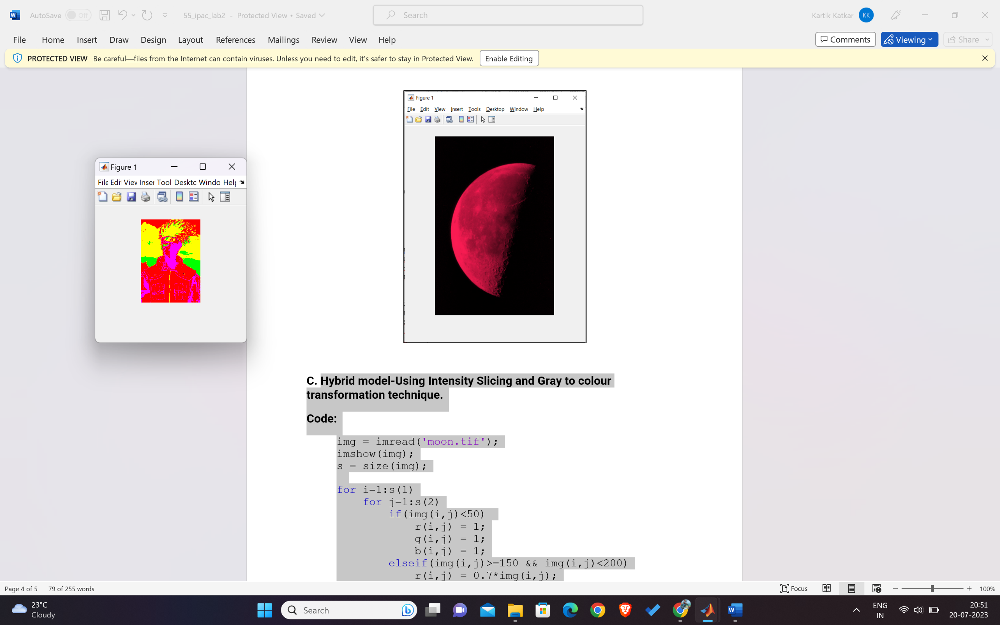 AutoSave Off 55_ipac_lab2 - Protected View • Saved Search Kartik Katkar KK
File Home Insert Draw Design Layout References Mailings Review View Help Comments Viewing Share
PROTECTED VIEW Be careful—files from the Internet can contain viruses. Unless you need to edit, it's safer to stay in Protected View. Enable Editing
Figure 1
File Edit View Insert Tools Desktop Window Help
Figure 1
File Edi View Inser Tool Deskto Windo Help
C. Hybrid model-Using Intensity Slicing and Gray to colour
transformation technique.
Code:
img = imread('moon.tif');
imshow(img);
s = size(img);
for i=1:s(1)
for j=1:s(2)
if(img(i,j)<50)
r(i,j) = 1;
g(i,j) = 1;
b(i,j) = 1;
elseif(img(i,j)>=150 && img(i,j)<200)
r(i,j) = 0.7*img(i,j);
Page 4 of 5 79 of 255 words Focus 100%
23°C
Cloudy
Search
ENG
IN
20:51
20-07-2023